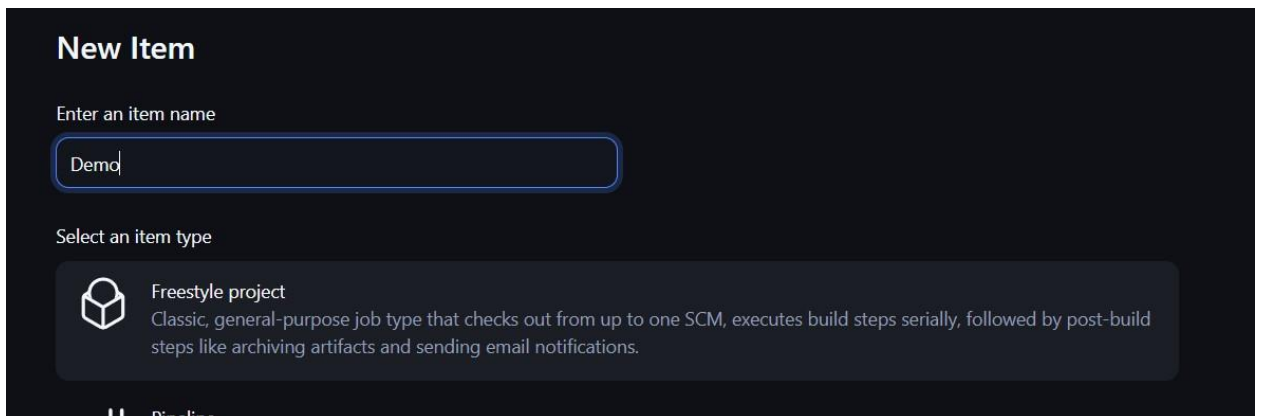 New Item
Enter an item name
Demo
Select an item type
Freestyle project
Classic, general-purpose job type that checks out from up to one SCM, executes build steps serially, followed by post-build
steps like archiving artifacts and sending email notifications.